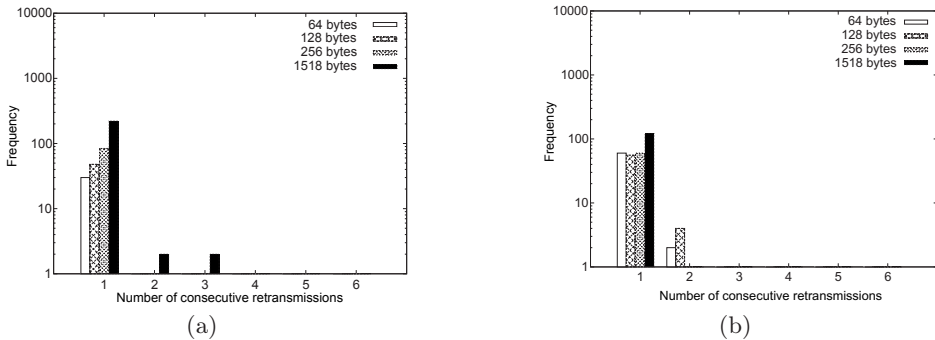 10000
1000
100
10
1
Frequency
64 bytes
128 bytes
256 bytes
1518 bytes
1 2 3 4 5 6
Number of consecutive retransmissions
(a)
10000
1000
100
10
1
Frequency
64 bytes
128 bytes
256 bytes
1518 bytes
1 2 3 4 5 6
Number of consecutive retransmissions
(b)